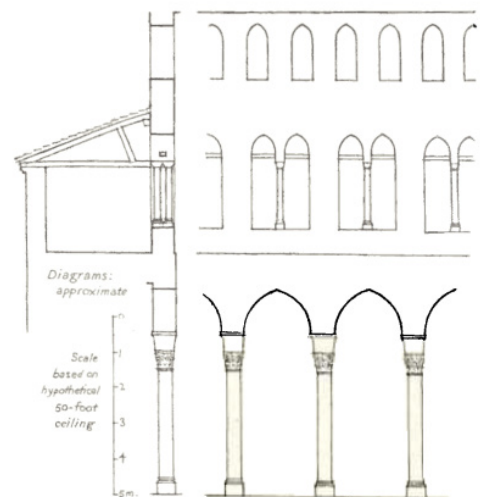 Diagrams:
approximate
0
1
Scale
based on
2
hypothetical
50-foot
3
ceiling
4
5m.